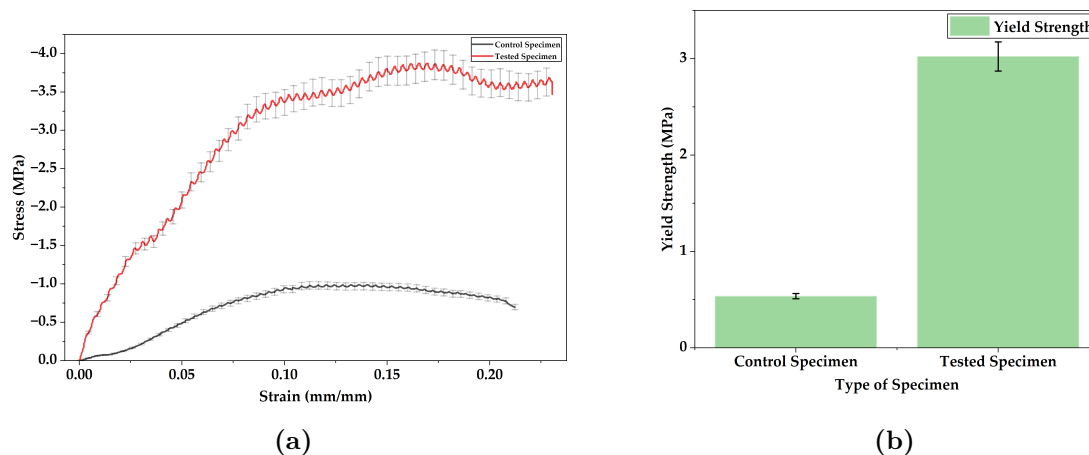 Control Specimen
Tested Specimen
−4.0
−3.5
−3.0
−2.5
−2.0
−1.5
−1.0
−0.5
0.0
Stress (MPa)
0.00 0.05 0.10 0.15 0.20
Strain (mm/mm)
(a)
Yield Strength
3
2
1
0
Yield Strength (MPa)
Control Specimen Tested Specimen
Type of Specimen
(b)